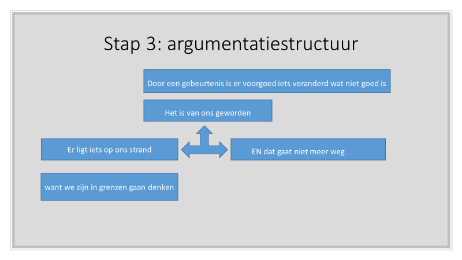 Stap 3: argumentatiestructuur
Door een gebeurtenis is er voorgoed iets veranderd wat niet goed is
Het is van ons geworden
Er ligt iets op ons strand
EN dat gaat niet meer weg
want we zijn in grenzen gaan denken